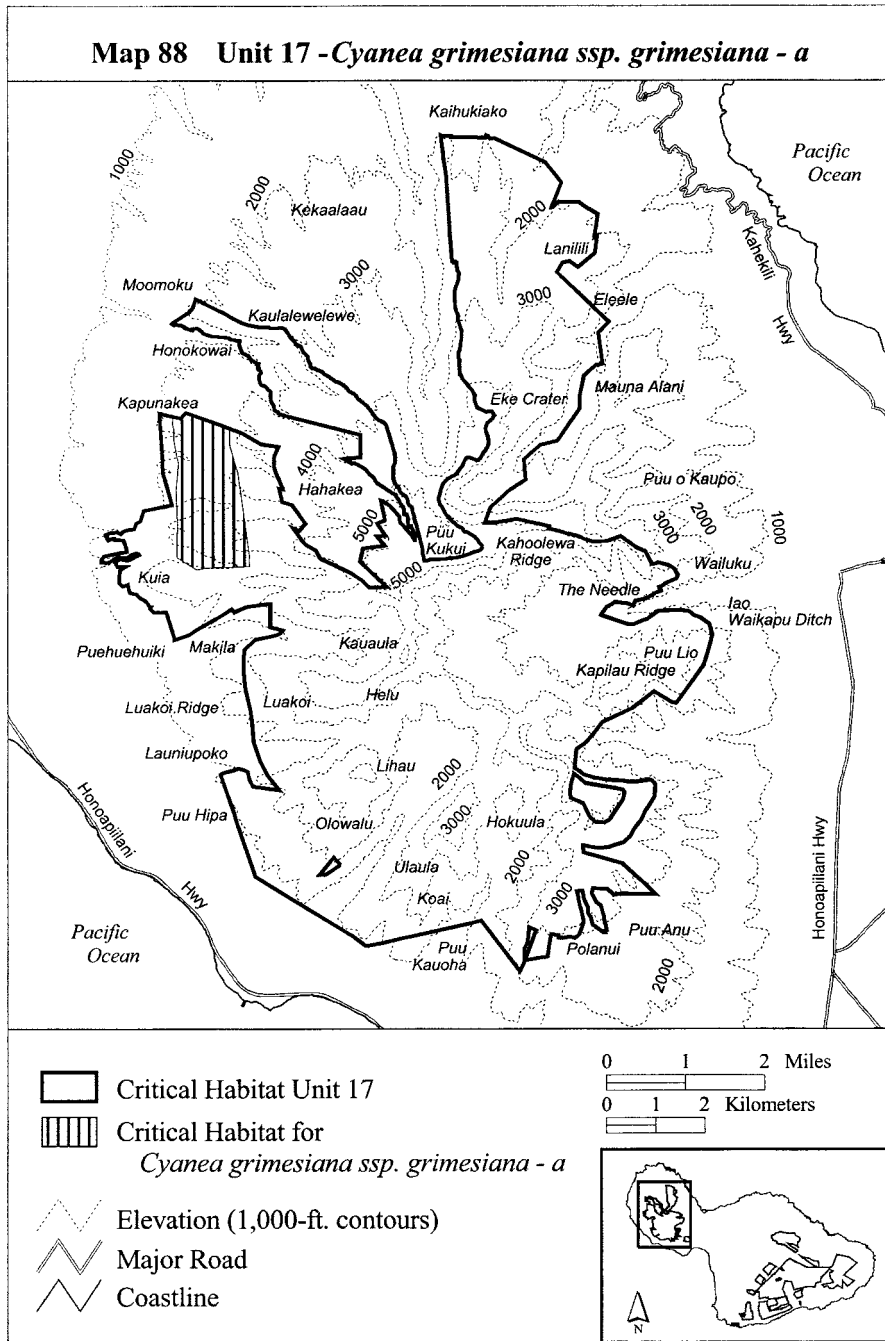 Map 88 Unit 17 - Cyanea grimesiana ssp. grimesiana - a
Kaihukiako
Pacific
Ocean
1000
2000
Kekaalaau
2000
Lanilili
Kahekili
Hwy
3000
Moomoku
Kaulalewelewe
3000
Eleele
Honokowai
Kapunakea
Eke Crater
Mauna Alani
4000
Hahakea
Puu o Kaupo
5000
Puu
Kukui
Kahoolewa
Ridge
3000
2000
1000
Wailuku
5000
Kuia
The Needle
Iao
Waikapu Ditch
Puehuehuiki
Makila
Kauaula
Puu Lio
Kapilau Ridge
Luakoi Ridge
Luakoi
Helu
Launiupoko
Lihau
2000
Honoapiilani
Hwy
Puu Hipa
Olowalu
3000
Hokuula
Ulaula
2000
Koai
3000
Honoapiilani Hwy
Pacific
Ocean
Puu
Kauoha
Polanui
Puu Anu
2000
Critical Habitat Unit 17
Critical Habitat for
Cyanea grimesiana ssp. grimesiana - a
Elevation (1,000-ft. contours)
Major Road
Coastline
0 1 2 Miles
0 1 2 Kilometers
N